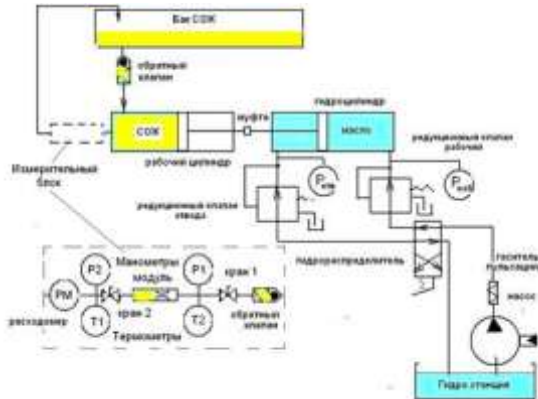 Бак СОЖ
обратный
клапан
гидроцилиндр
муфта
СОЖ
масло
рабочий цилиндр
редукционный клапан
рабочий
Измерительный
блок
редукционный клапан
отвода
P
P
гидрораспределитель
гаситель
пульсаций
насос
P2
Манометры
P1
кран 1
модуль
РМ
расходомер
кран 2
T1
T2
обратный
клапан
Термометры
Гидро станция